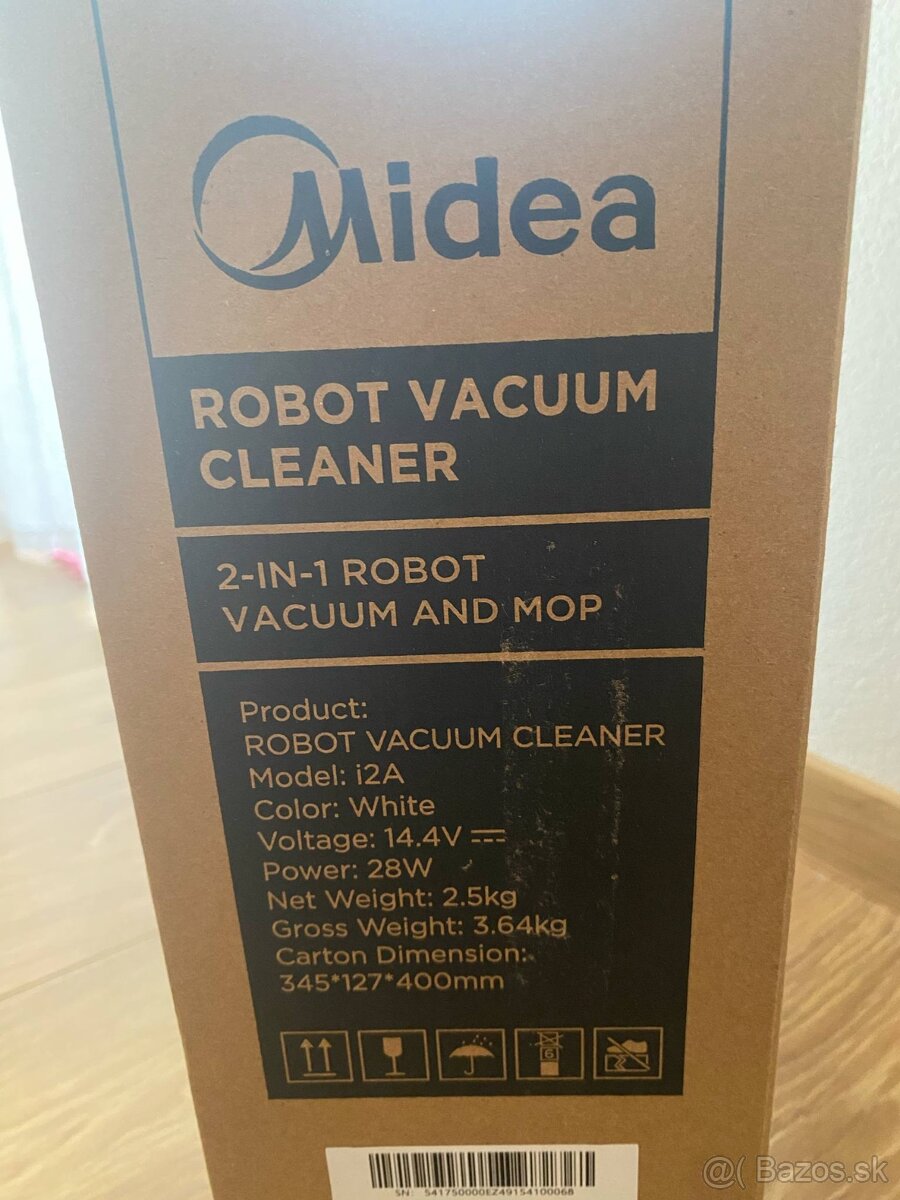 Midea
ROBOT VACUUM
CLEANER
2-IN-1 ROBOT
VACUUM AND MOP
Product:
ROBOT VACUUM CLEANER
Model: i2A
Color: White
Voltage: 14.4V ⎓
Power: 28W
Net Weight: 2.5kg
Gross Weight: 3.64kg
Carton Dimension:
345*127*400mm
6
SN: 541750000EZ49154100068
@( Bazos.sk